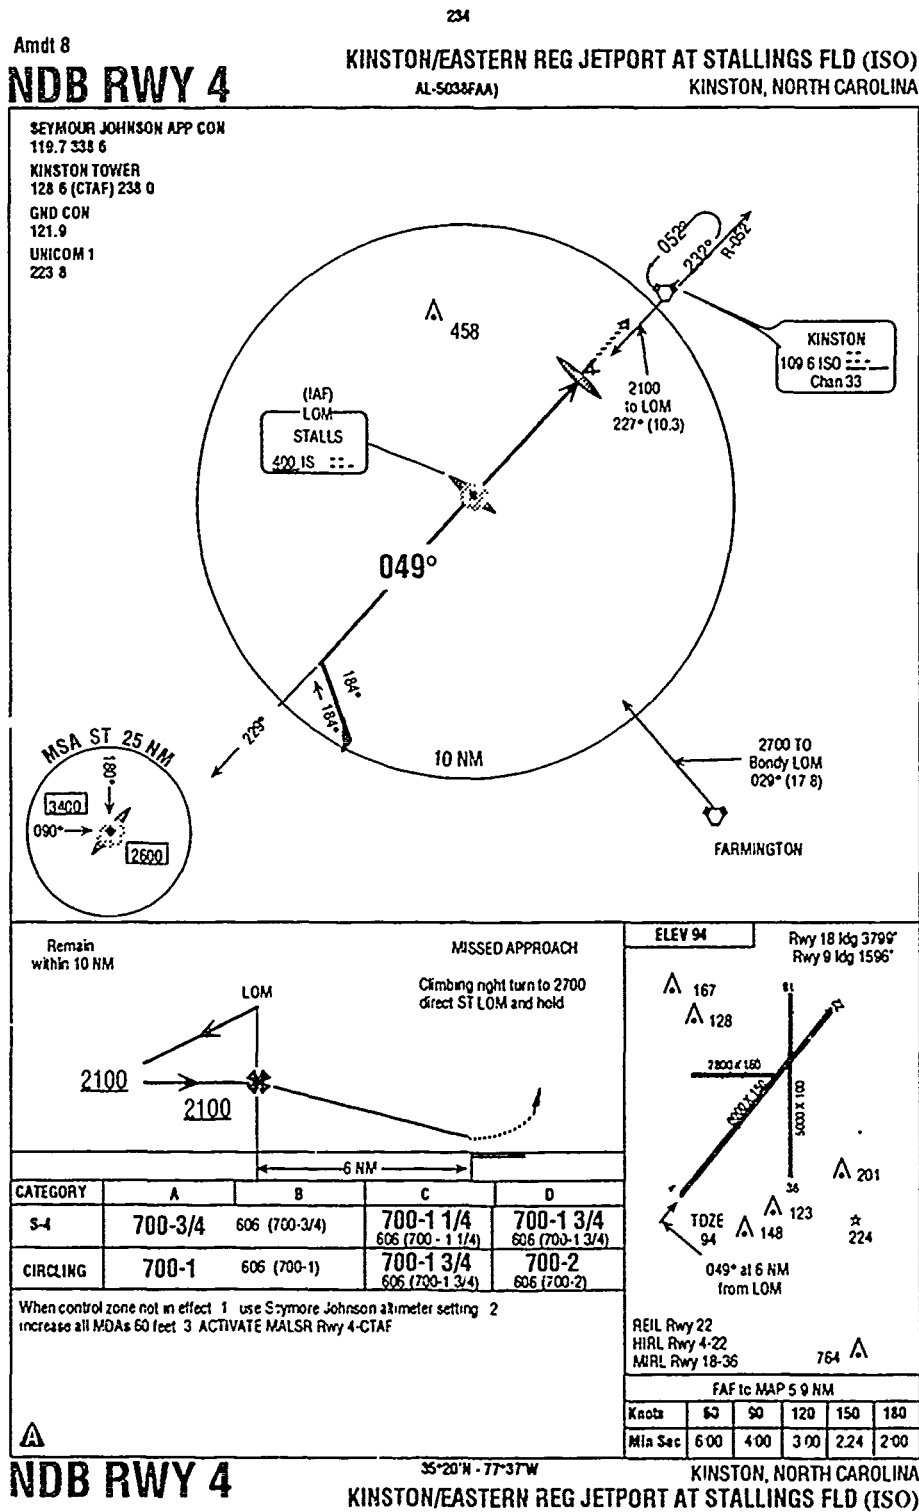 234
Amdt 8
NDB RWY 4
KINSTON/EASTERN REG JETPORT AT STALLINGS FLD (ISO)
KINSTON, NORTH CAROLINA
SEYMOUR JOHNSON APP CON
119.7 338 6
KINSTON TOWER
128 6 (CTAF) 238 0
GND CON
121.9
UNICOM 1
223 8
052°
232°
R-052°
458
KINSTON
109 6 ISO
Chan 33
2100
to LOM
227° (10.3)
(IAF)
LOM
STALLS
400 IS
049°
184°
184°
229°
10 NM
MSA ST 25 NM
180°
3400
090°
2600
2700 TO
Bondy LOM
029° (17 8)
FARMINGTON
Remain
within 10 NM
LOM
2100
2100
6 NM
MISSED APPROACH
Climbing right turn to 2700
direct ST LOM and hold
ELEV 94
Rwy 18 ldg 3799'
Rwy 9 ldg 1596'
167
128
18
2800 X 150
5000 X 100
4
36
201
123
148
224
TDZE
94
049° at 6 NM
from LOM
REIL Rwy 22
HIRL Rwy 4-22
MIRL Rwy 18-36
764
CATEGORY A B C D
S-4 700-3/4 606 (700-3/4) 700-1 1/4 700-1 3/4
606 (700 - 1 1/4) 606 (700-1 3/4)
CIRCLING 700-1 606 (700-1) 700-1 3/4 700-2
606 (700-1 3/4) 606 (700-2)
When control zone not in effect 1 use Seymore Johnson altimeter setting 2
increase all MDAs 60 feet 3 ACTIVATE MALSR Rwy 4-CTAF
A
FAF to MAP 5 9 NM
Knots 60 90 120 150 180
Min Sec 6:00 4:00 3:00 2:24 2:00
NDB RWY 4
35°20'N - 77°37'W
KINSTON, NORTH CAROLINA
KINSTON/EASTERN REG JETPORT AT STALLINGS FLD (ISO)